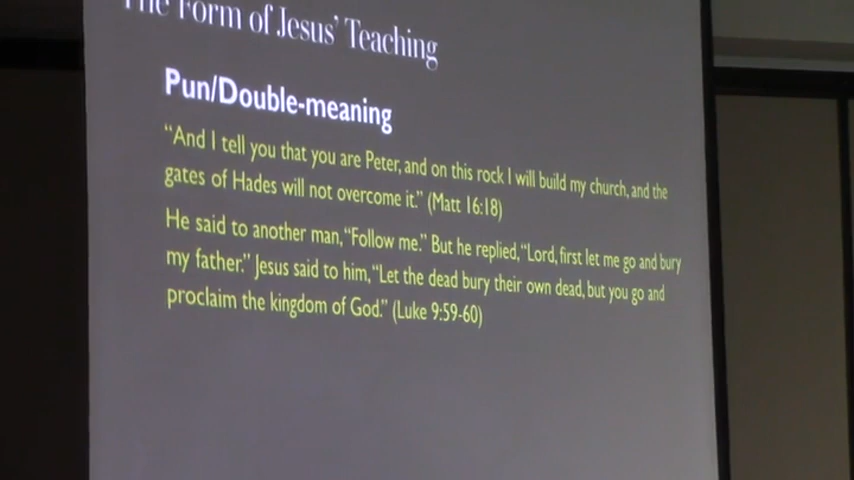 The Form of Jesus' Teaching
Pun/Double-meaning
"And I tell you that you are Peter, and on this rock I will build my church, and the
gates of Hades will not overcome it." (Matt 16:18)
He said to another man, "Follow me." But he replied, "Lord, first let me go and bury
my father." Jesus said to him, "Let the dead bury their own dead, but you go and
proclaim the kingdom of God." (Luke 9:59-60)